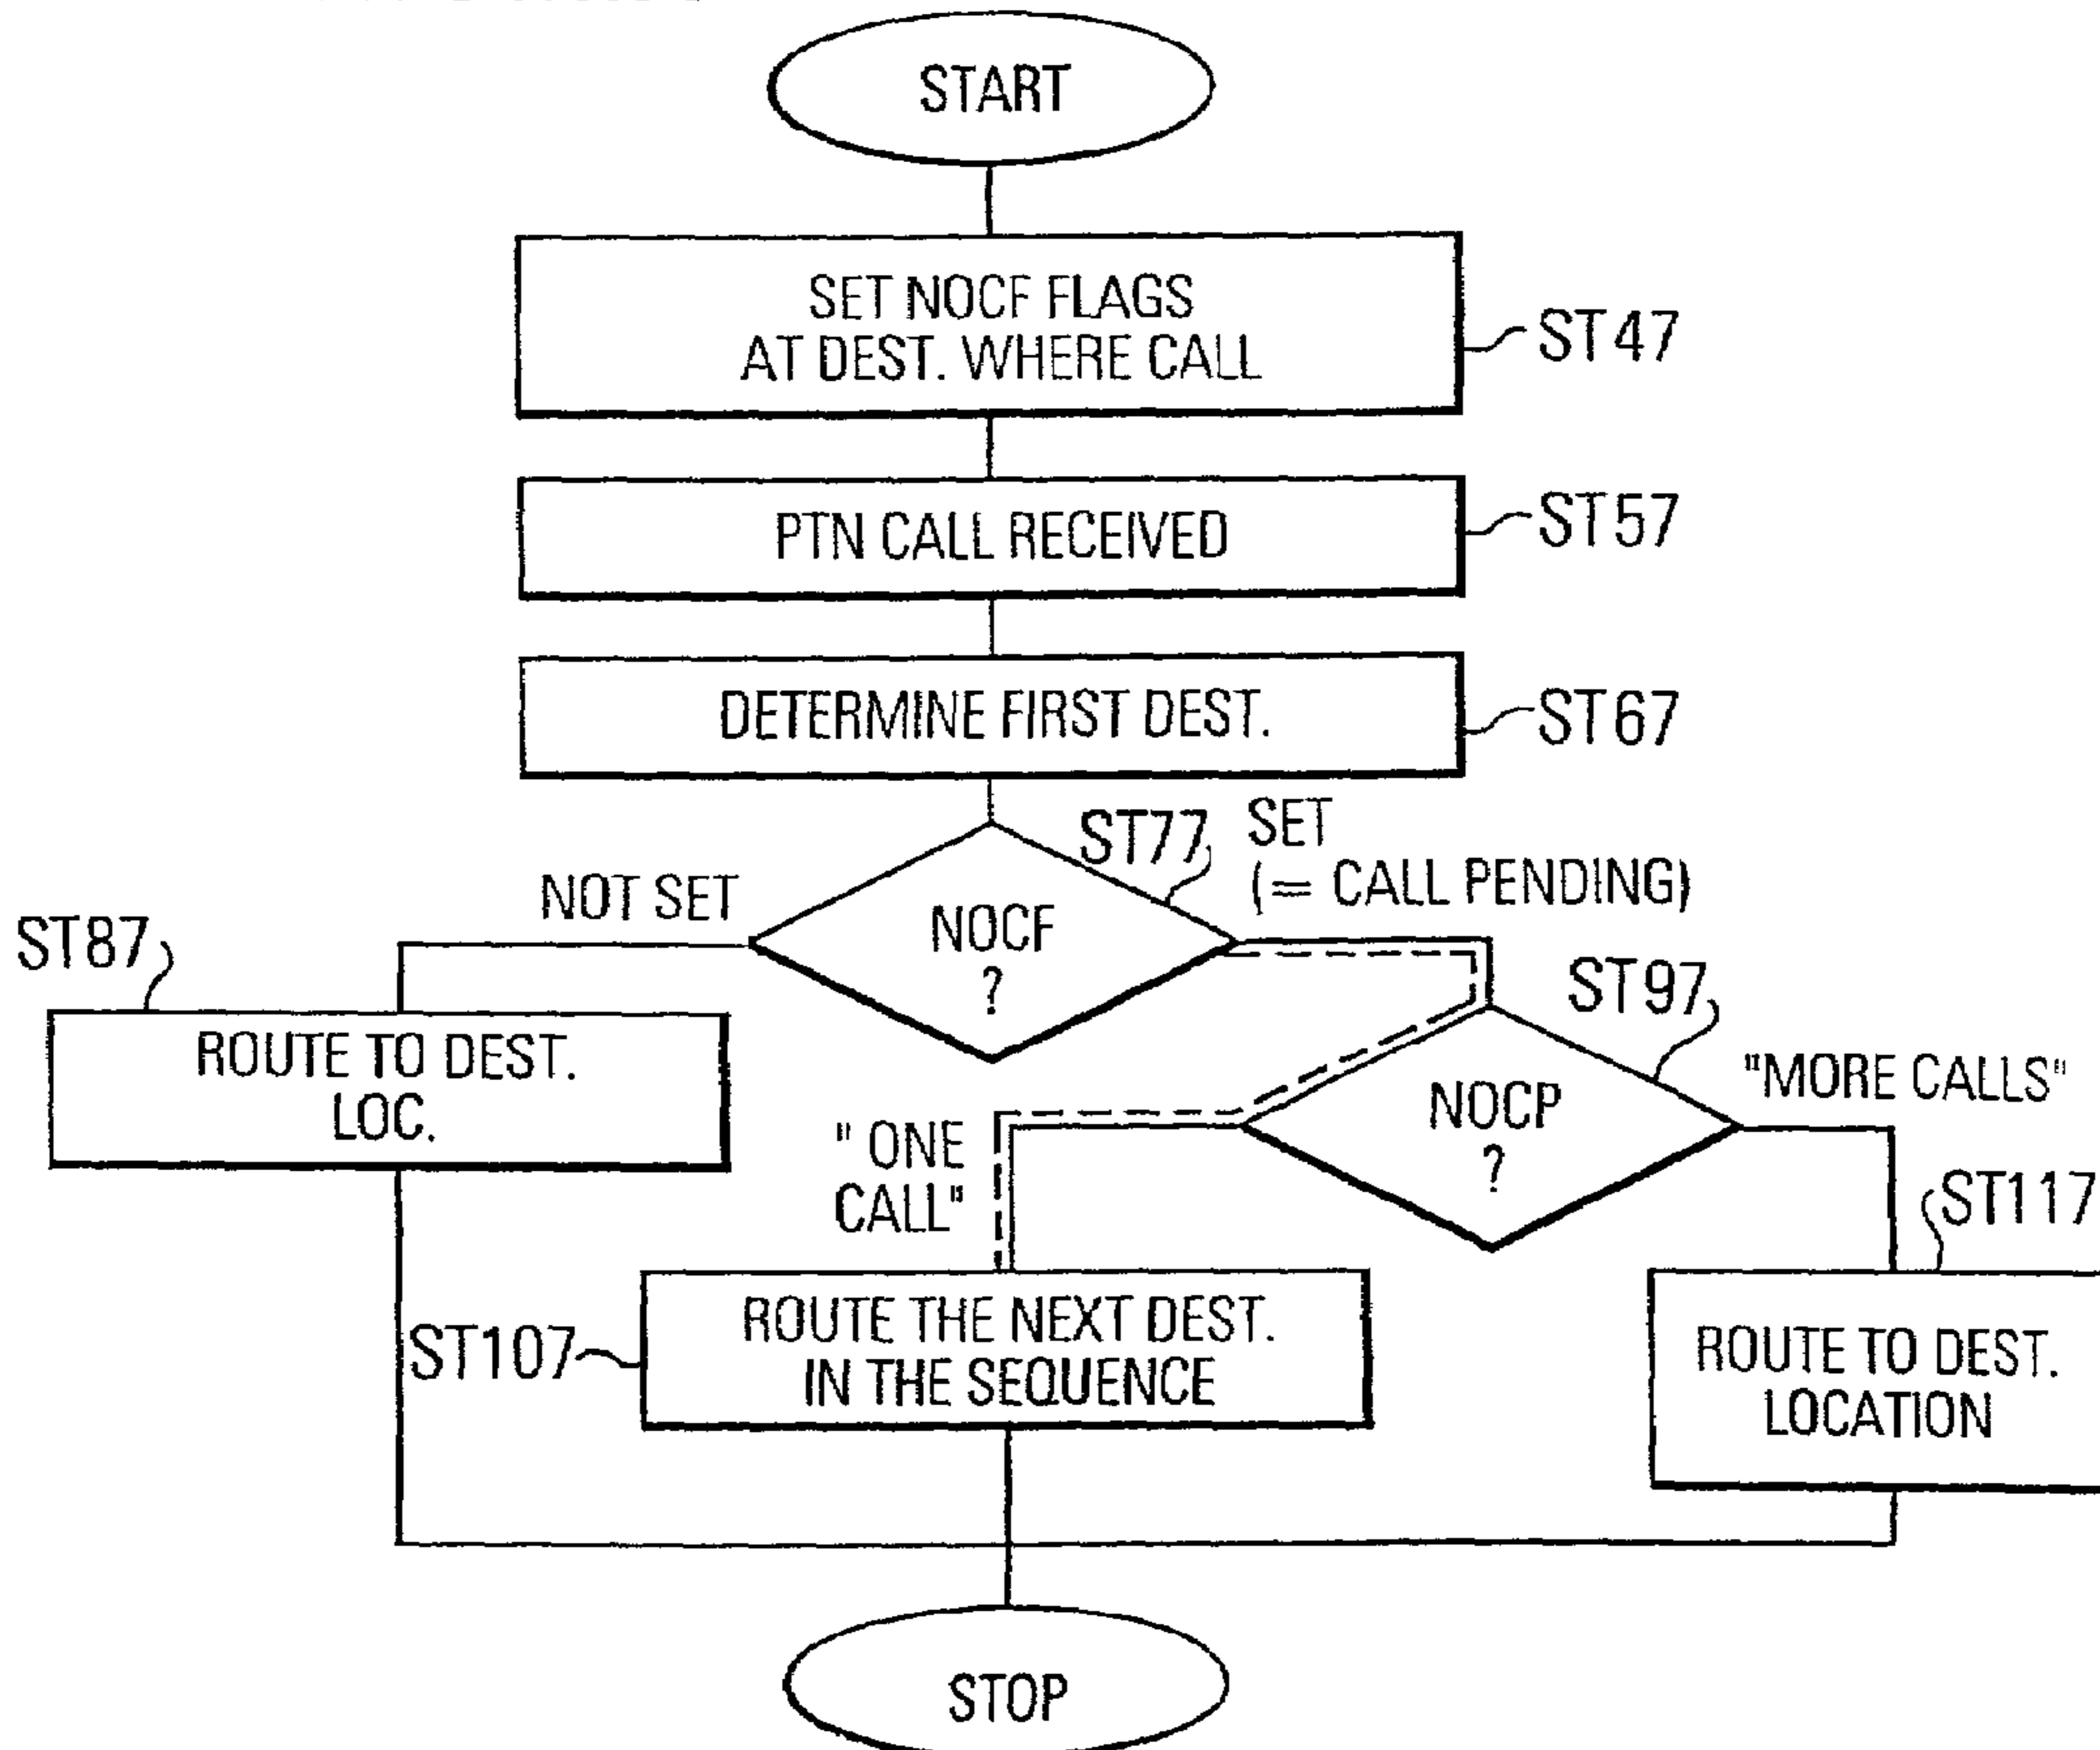 START
SET NOCF FLAGS
AT DEST. WHERE CALL
ST47
PTN CALL RECEIVED
ST57
DETERMINE FIRST DEST.
ST67
ST77
SET
(= CALL PENDING)
NOT SET
NOCF
?
ST87
ROUTE TO DEST.
LOC.
ST97
"MORE CALLS"
NOCP
?
" ONE
CALL"
ST117
ST107
ROUTE THE NEXT DEST.
IN THE SEQUENCE
ROUTE TO DEST.
LOCATION
STOP